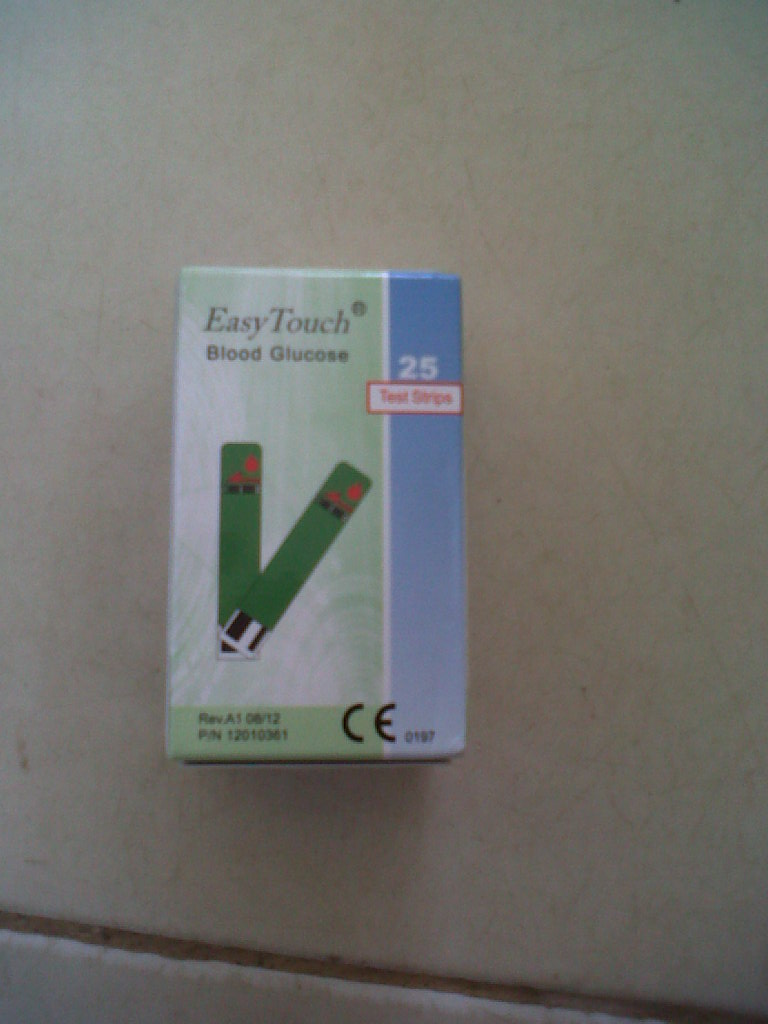 EasyTouch®
Blood Glucose
25
Test Strips
Rev.A1 08/12
P/N 12010361
CE 0197